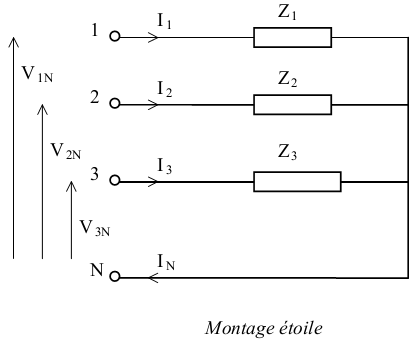 1 I1 Z1
V1N
2 I2 Z2
V2N
3 I3 Z3
V3N
N IN
Montage étoile